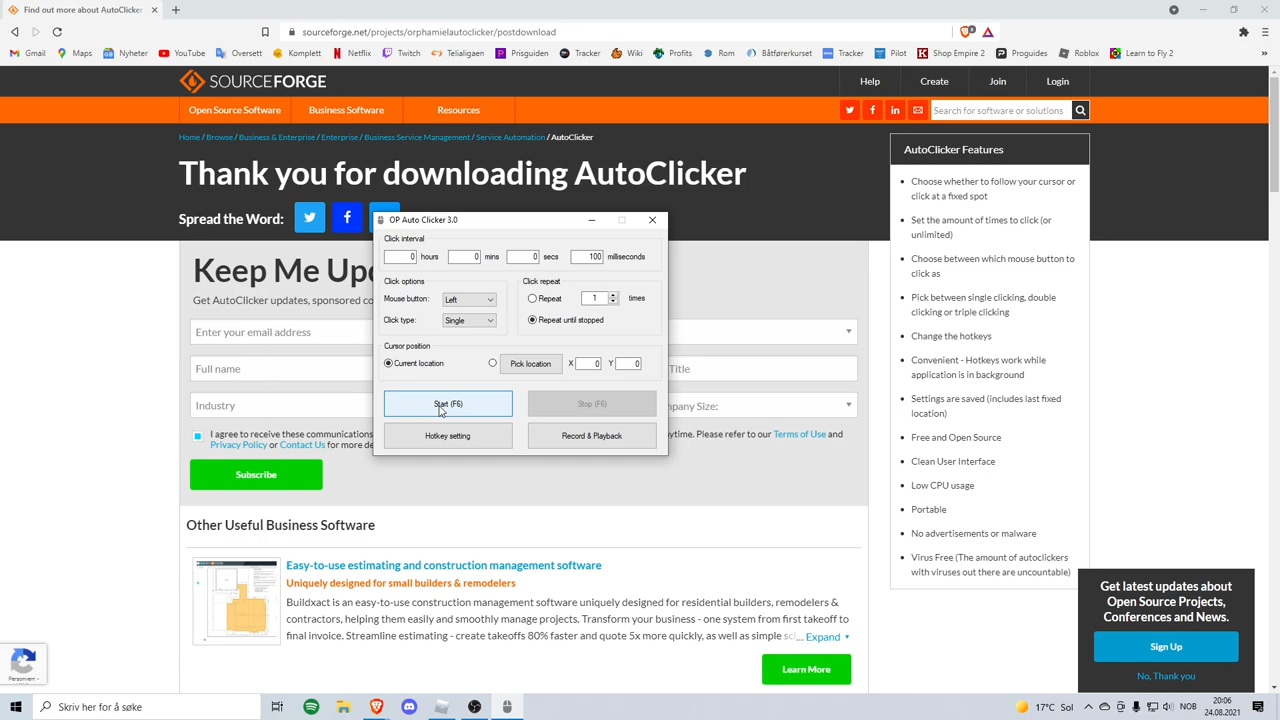 Find out more about AutoClicker
sourceforge.net/projects/orphamielautoclicker/postdownload
Gmail Maps Nyheter YouTube Oversett Komplett Netflix Twitch Telialigaen Prisguiden Tracker Wiki Profits Rom Båtførerkurset Tracker Pilot Shop Empire 2 Proguides Roblox Learn to Fly 2
SOURCEFORGE
Help Create Join Login
Open Source Software Business Software Resources
Search for software or solutions
Home / Browse / Business & Enterprise / Enterprise / Business Service Management / Service Automation / AutoClicker
Thank you for downloading AutoClicker
Spread the Word:
Keep Me Up
Get AutoClicker updates, sponsored co
Enter your email address
Full name
Title
Industry
pany Size:
I agree to receive these communications
nytime. Please refer to our Terms of Use and
Privacy Policy or Contact Us for more de
Subscribe
OP Auto Clicker 3.0
Click interval
0 hours 0 mins 0 secs 100 milliseconds
Click options
Mouse button: Left
Click type: Single
Click repeat
Repeat 1 times
Repeat until stopped
Cursor position
Current location Pick location X 0 Y 0
Start (F6) Stop (F6)
Hotkey setting Record & Playback
AutoClicker Features
Choose whether to follow your cursor or
click at a fixed spot
Set the amount of times to click (or
unlimited)
Choose between which mouse button to
click as
Pick between single clicking, double
clicking or triple clicking
Change the hotkeys
Convenient - Hotkeys work while
application is in background
Settings are saved (includes last fixed
location)
Free and Open Source
Clean User Interface
Low CPU usage
Portable
No advertisements or malware
Virus Free (The amount of autoclickers
with viruses out there are uncountable)
Other Useful Business Software
Easy-to-use estimating and construction management software
Uniquely designed for small builders & remodelers
Buildxact is an easy-to-use construction management software uniquely designed for residential builders, remodelers &
contractors, helping them easily and smoothly manage projects. Transform your business - one system from first takeoff to
final invoice. Streamline estimating - create takeoffs 80% faster and quote 5x more quickly, as well as simple sc... Expand
Learn More
Get latest updates about
Open Source Projects,
Conferences and News.
Sign Up
No, Thank you
Skriv her for å søke
17°C Sol
NOB
20:06
24.08.2021